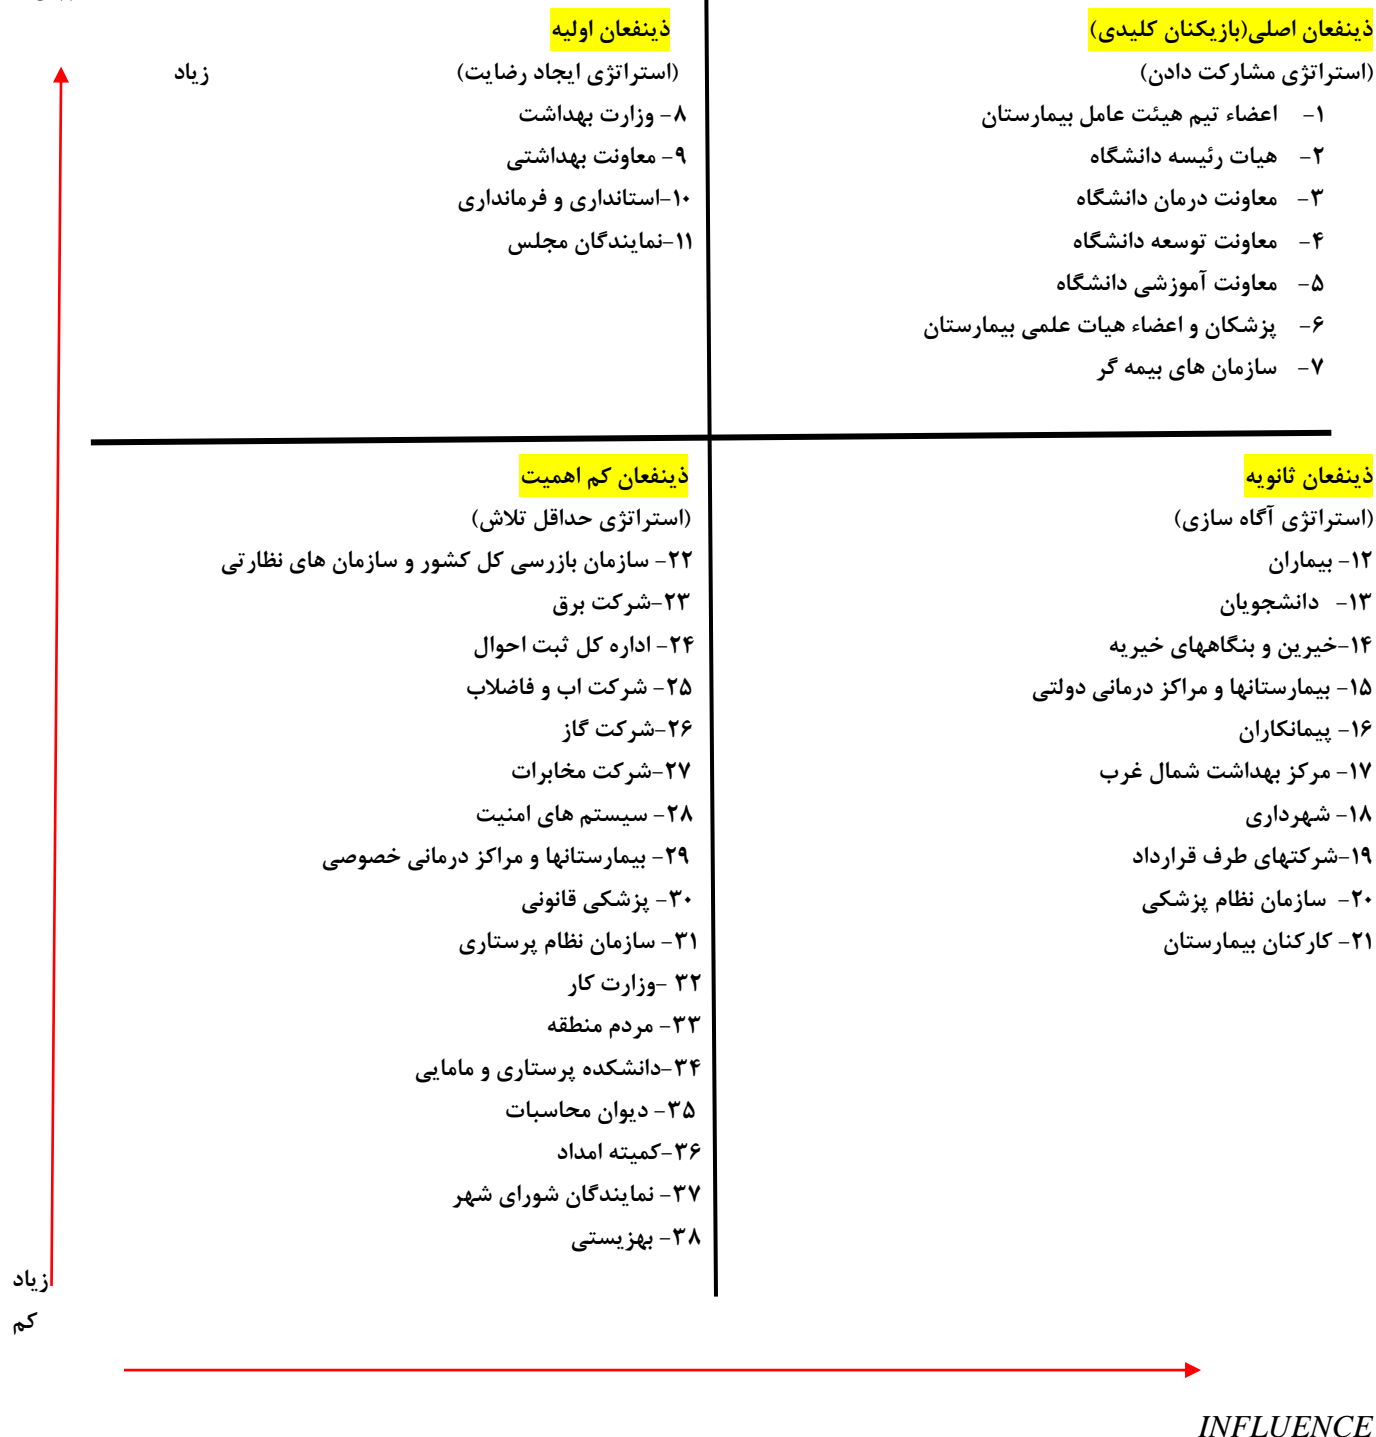 ذینفعان اصلی(بازیکنان کلیدی)
(استراتژی مشارکت دادن)
۱- اعضاء تیم هیئت عامل بیمارستان
۲- هیات رئیسه دانشگاه
۳- معاونت درمان دانشگاه
۴- معاونت توسعه دانشگاه
۵- معاونت آموزشی دانشگاه
۶- پزشکان و اعضاء هیات علمی بیمارستان
۷- سازمان های بیمه گر
ذینفعان اولیه
(استراتژی ایجاد رضایت)
زیاد
۸- وزارت بهداشت
۹- معاونت بهداشتی
۱۰-استانداری و فرمانداری
۱۱-نمایندگان مجلس
ذینفعان ثانویه
(استراتژی آگاه سازی)
۱۲- بیماران
۱۳- دانشجویان
۱۴-خیرین و بنگاههای خیریه
۱۵- بیمارستانها و مراکز درمانی دولتی
۱۶- پیمانکاران
۱۷- مرکز بهداشت شمال غرب
۱۸- شهرداری
۱۹-شرکتهای طرف قرارداد
۲۰- سازمان نظام پزشکی
۲۱- کارکنان بیمارستان
ذینفعان کم اهمیت
(استراتژی حداقل تلاش)
۲۲- سازمان بازرسی کل کشور و سازمان های نظارتی
۲۳-شرکت برق
۲۴- اداره کل ثبت احوال
۲۵- شرکت اب و فاضلاب
۲۶-شرکت گاز
۲۷-شرکت مخابرات
۲۸- سیستم های امنیت
۲۹- بیمارستانها و مراکز درمانی خصوصی
۳۰- پزشکی قانونی
۳۱- سازمان نظام پرستاری
۳۲ -وزارت کار
۳۳- مردم منطقه
۳۴-دانشکده پرستاری و مامایی
۳۵- دیوان محاسبات
۳۶-کمیته امداد
۳۷- نمایندگان شورای شهر
۳۸- بهزیستی
زیاد
کم
INFLUENCE